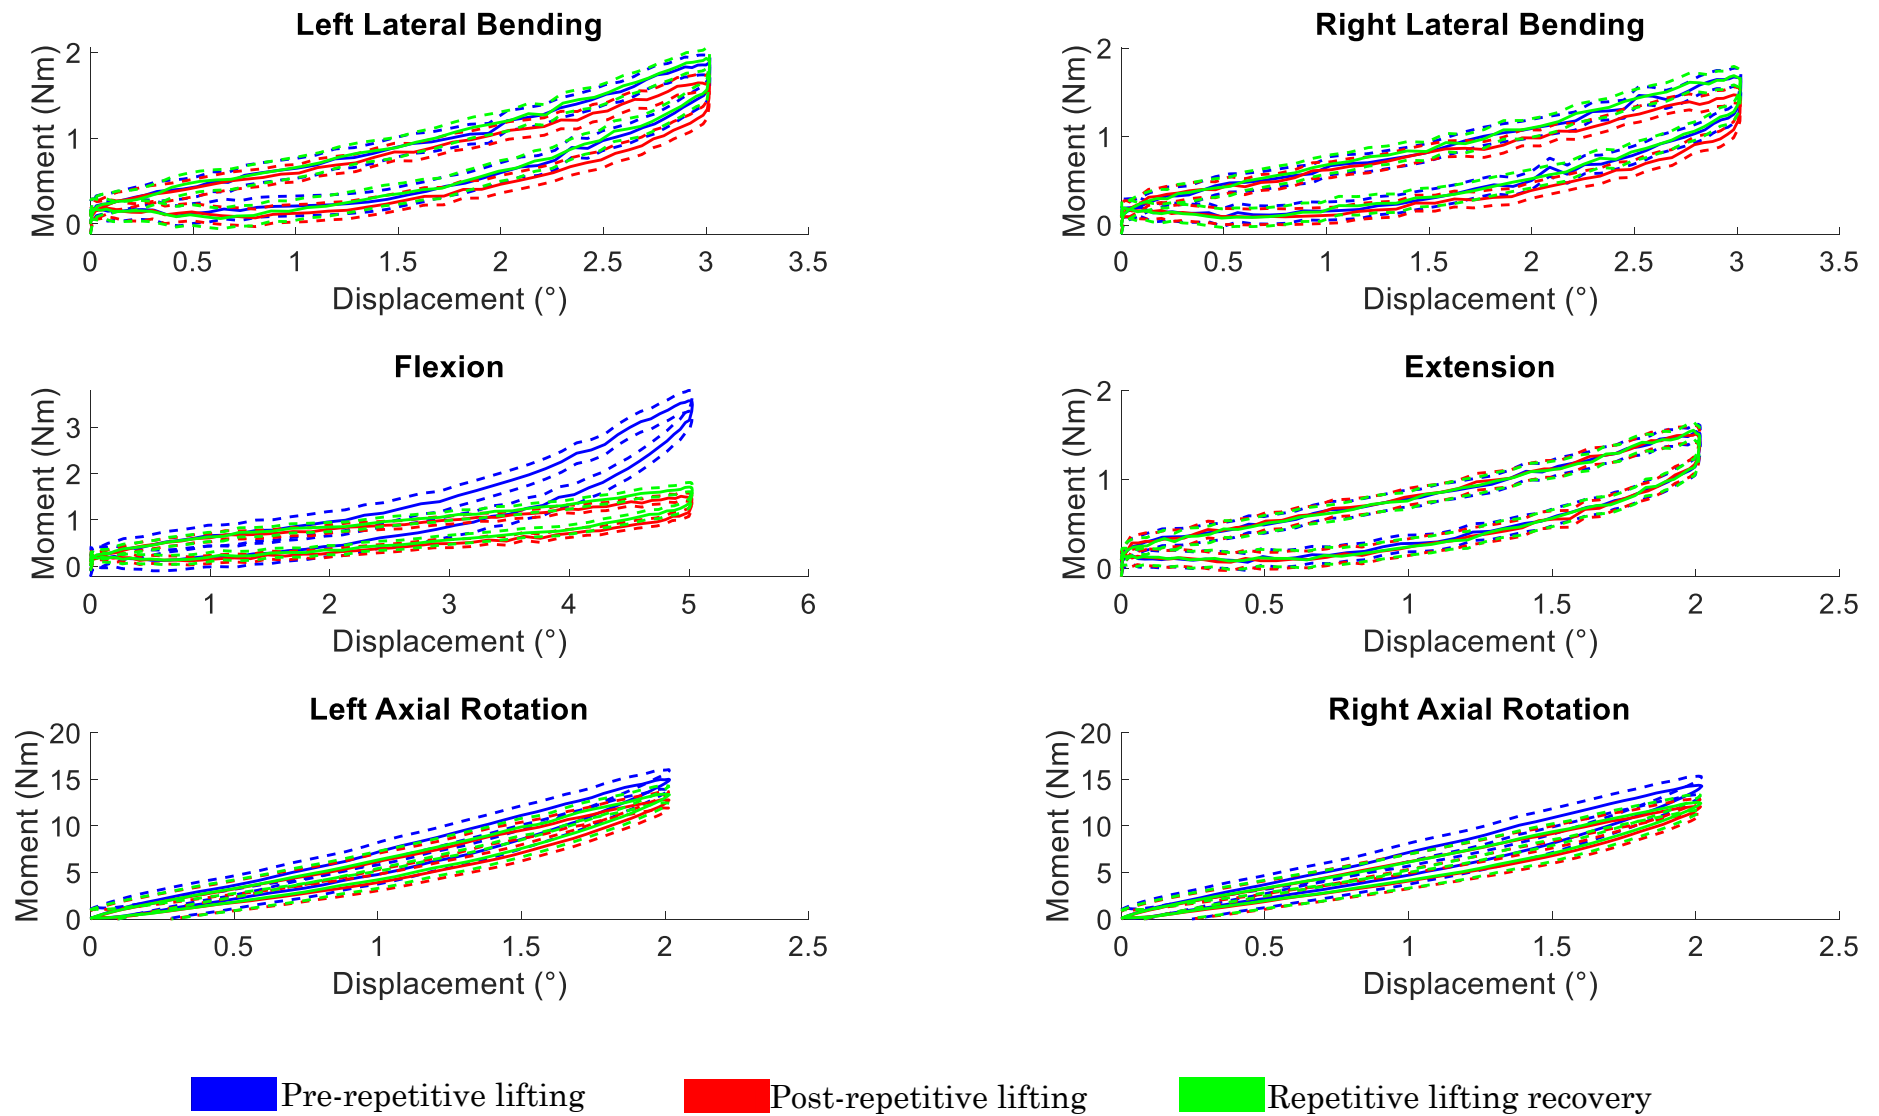 Left Lateral Bending
Moment (Nm)
2
1
0
0 0.5 1 1.5 2 2.5 3 3.5
Displacement (°)
Right Lateral Bending
Moment (Nm)
2
1
0
0 0.5 1 1.5 2 2.5 3 3.5
Displacement (°)
Flexion
Moment (Nm)
3
2
1
0
0 1 2 3 4 5 6
Displacement (°)
Extension
Moment (Nm)
2
1
0
0 0.5 1 1.5 2 2.5
Displacement (°)
Left Axial Rotation
Moment (Nm)
20
15
10
5
0
0 0.5 1 1.5 2 2.5
Displacement (°)
Right Axial Rotation
Moment (Nm)
20
15
10
5
0
0 0.5 1 1.5 2 2.5
Displacement (°)
Pre-repetitive lifting
Post-repetitive lifting
Repetitive lifting recovery